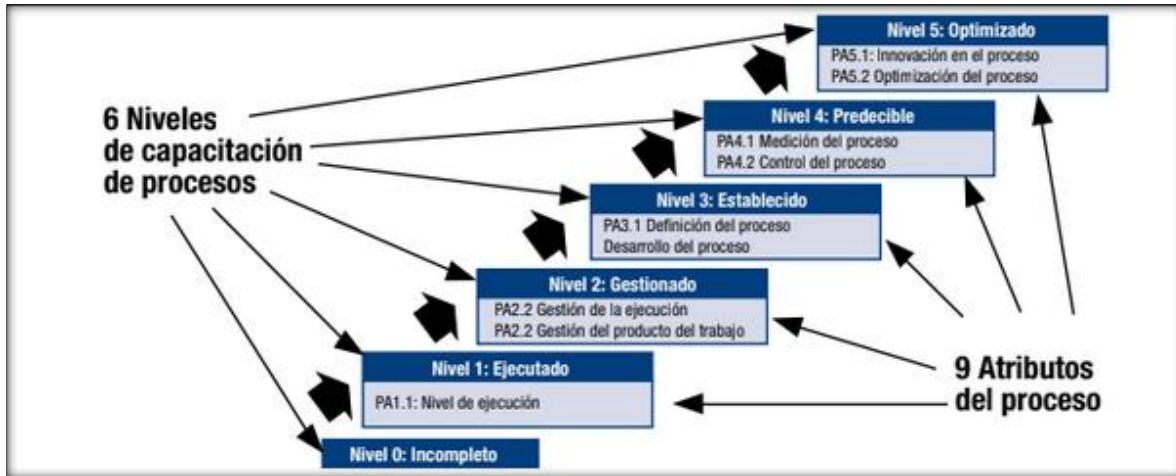 Nivel 5: Optimizado
PA5.1: Innovación en el proceso
PA5.2 Optimización del proceso
6 Niveles
de capacitación
de procesos
Nivel 4: Predecible
PA4.1 Medición del proceso
PA4.2 Control del proceso
Nivel 3: Establecido
PA3.1 Definición del proceso
Desarrollo del proceso
Nivel 2: Gestionado
PA2.2 Gestión de la ejecución
PA2.2 Gestión del producto del trabajo
Nivel 1: Ejecutado
PA1.1: Nivel de ejecución
9 Atributos
del proceso
Nivel 0: Incompleto